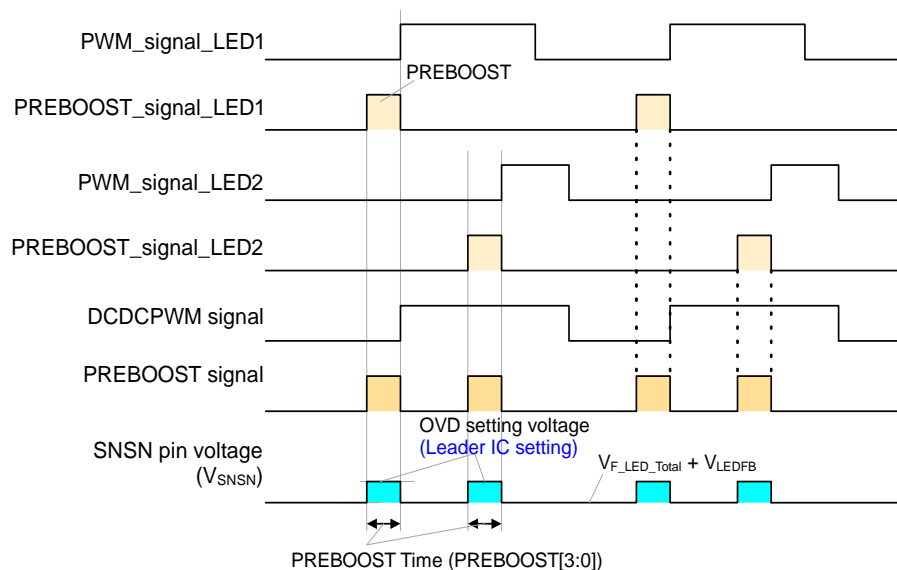 PWM_signal_LED1
PREBOOST
PREBOOST_signal_LED1
PWM_signal_LED2
PREBOOST_signal_LED2
DCDCPWM signal
PREBOOST signal
OVD setting voltage
(Leader IC setting)
SNSN pin voltage
(VSNSN)
VF_LED_Total + VLEDFB
PREBOOST Time (PREBOOST[3:0])